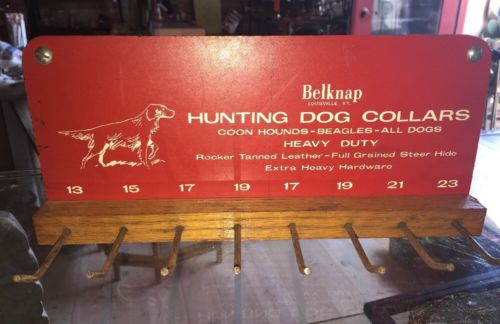 Belknap
LOUISVILLE, KY.
HUNTING DOG COLLARS
COON HOUNDS-BEAGLES-ALL DOGS
HEAVY DUTY
Rocker Tanned Leather-Full Grained Steer Hide
Extra Heavy Hardware
13 15 17 19 17 19 21 23